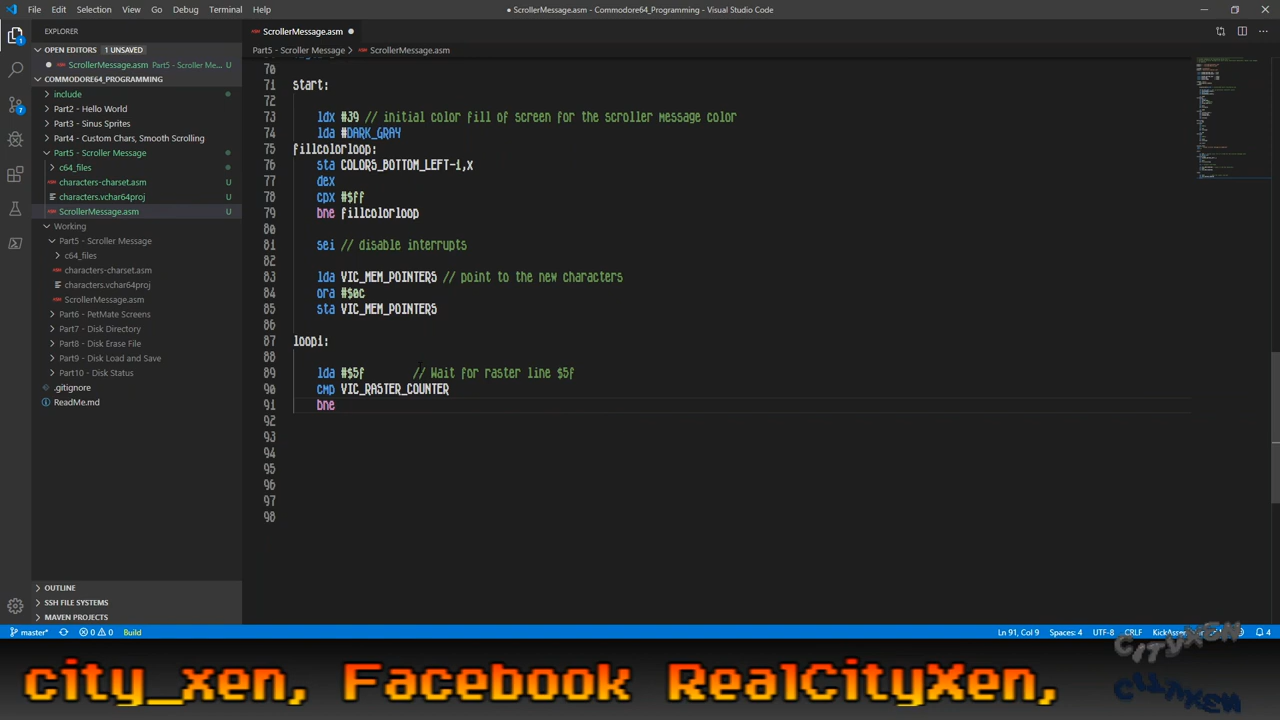 File Edit Selection View Go Debug Terminal Help
● ScrollerMessage.asm - Commodore64_Programming - Visual Studio Code
EXPLORER
OPEN EDITORS 1 UNSAVED
ScrollerMessage.asm Part5 - Scroller Me... U
COMMODORE64_PROGRAMMING
include
Part2 - Hello World
Part3 - Sinus Sprites
Part4 - Custom Chars, Smooth Scrolling
Part5 - Scroller Message
c64_files
characters-charset.asm U
characters.vchar64proj U
ScrollerMessage.asm U
Working
Part5 - Scroller Message
c64_files
characters-charset.asm
characters.vchar64proj
ScrollerMessage.asm
Part6 - PetMate Screens
Part7 - Disk Directory
Part8 - Disk Erase File
Part9 - Disk Load and Save
Part10 - Disk Status
.gitignore
ReadMe.md
OUTLINE
SSH FILE SYSTEMS
MAVEN PROJECTS
ScrollerMessage.asm ●
Part5 - Scroller Message > ScrollerMessage.asm
70
71 start:
72
73 ldx #39 // initial color fill of screen for the scroller message color
74 lda #DARK_GRAY
75 fillcolorloop:
76 sta COLORS_BOTTOM_LEFT-1,x
77 dex
78 cpx #$ff
79 bne fillcolorloop
80
81 sei // disable interrupts
82
83 lda VIC_MEM_POINTERS // point to the new characters
84 ora #$0c
85 sta VIC_MEM_POINTERS
86
87 loop1:
88
89 lda #$5f // Wait for raster line $5f
90 cmp VIC_RASTER_COUNTER
91 bne
92
93
94
95
96
97
98
master* 0 0 Build
Ln 91, Col 9 Spaces: 4 UTF-8 CRLF 4
city_xen, Facebook RealCityXen,
CITYXEN